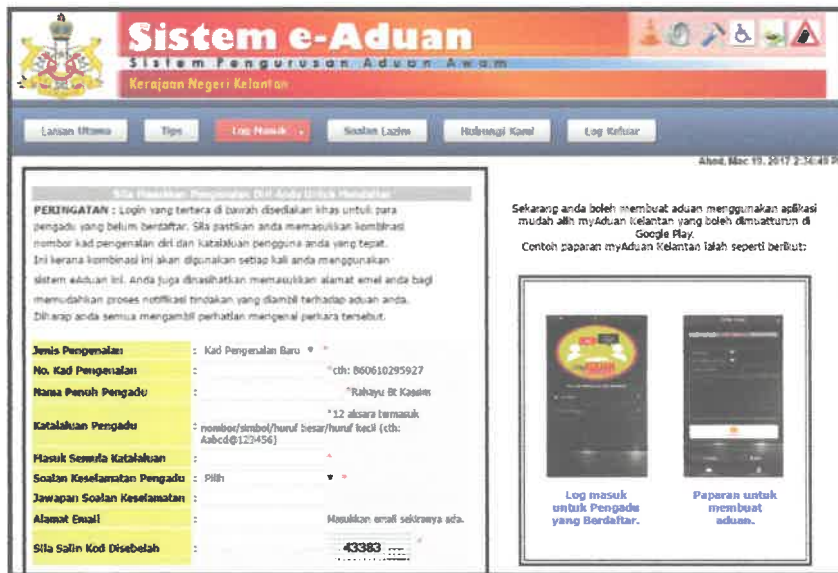 Sistem e-Aduan
Sistem Pengurusan Aduan Awam
Kerajaan Negeri Kelantan
Laman Utama
Tips
Log Masuk
Soalan Lazim
Hubungi Kami
Log Keluar
Ahad, Mac 19, 2017 2:36:49 P
Sila Masukkan Pengenalan Diri Anda Untuk Mendaftar
PERINGATAN : Login yang tertera di bawah disediakan khas untuk para
pengadu yang belum berdaftar. Sila pastikan anda memasukkan kombinasi
nombor kad pengenalan diri dan katalaluan pengguna anda yang tepat.
Ini kerana kombinasi ini akan digunakan setiap kali anda menggunakan
sistem eAduan ini. Anda juga dinasihatkan memasukkan alamat emel anda bagi
memudahkan proses notifikasi tindakan yang diambil terhadap aduan anda.
Diharap anda semua mengambil perhatian mengenai perkara tersebut.
Jenis Pengenalan : Kad Pengenalan Baru *
No. Kad Pengenalan : *cth: 860610295927
Nama Penuh Pengadu : *Rahayu Bt Kassim
Katalaluan Pengadu : *12 aksara termasuk
nombor/simbol/huruf besar/huruf kecil (cth:
Aabcd@123456)
Masuk Semula Katalaluan : *
Soalan Keselamatan Pengadu : Pilih *
Jawapan Soalan Keselamatan :
Alamat Email : Masukkan email sekiranya ada.
Sila Salin Kod Disebelah : 43383 *
Sekarang anda boleh membuat aduan menggunakan aplikasi
mudah alih myAduan Kelantan yang boleh dimuatturun di
Google Play.
Contoh paparan myAduan Kelantan ialah seperti berikut:
Log masuk
untuk Pengadu
yang Berdaftar.
Paparan untuk
membuat
aduan.